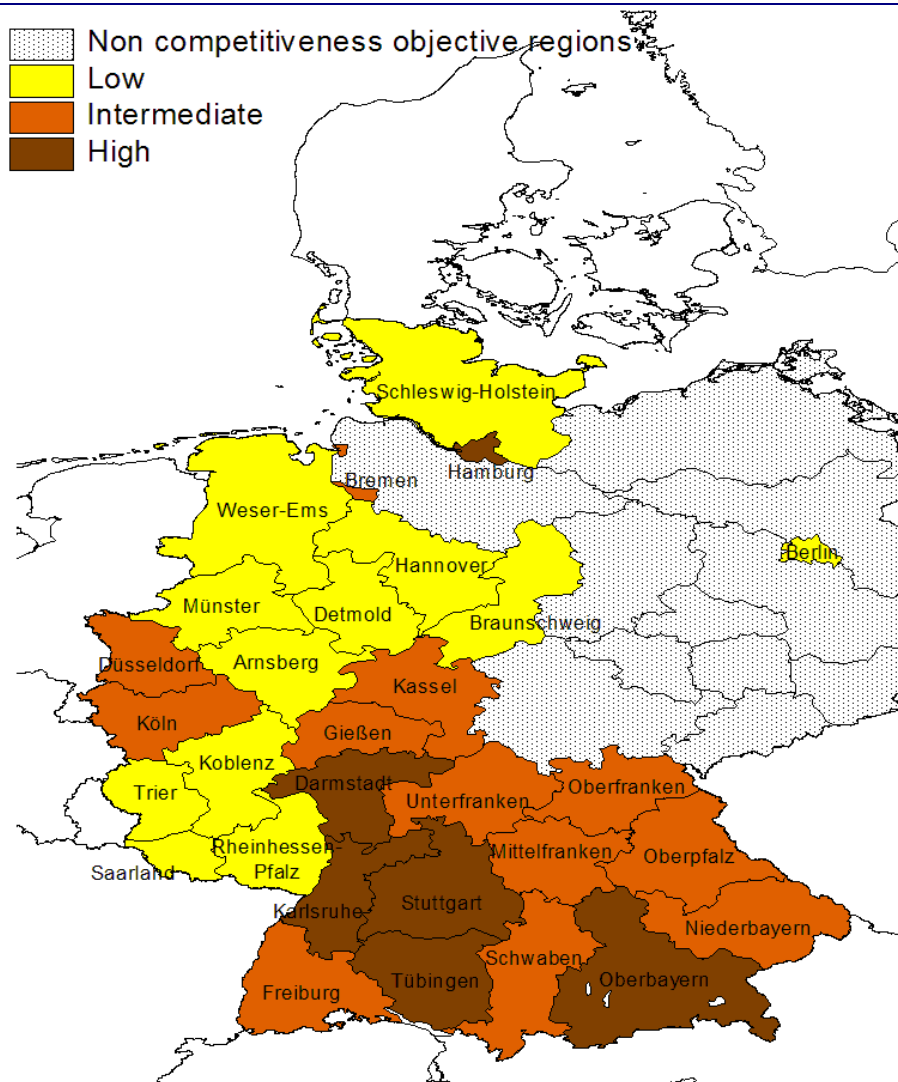 Non competitiveness objective regions
Low
Intermediate
High
Schleswig-Holstein
Hamburg
Bremen
Weser-Ems
Berlin
Hannover
Münster
Detmold
Braunschweig
Arnsberg
Düsseldorf
Kassel
Köln
Gießen
Koblenz
Darmstadt
Trier
Unterfranken
Oberfranken
Rheinhessen-
Pfalz
Mittelfranken
Oberpfalz
Saarland
Karlsruhe
Stuttgart
Niederbayern
Schwaben
Tübingen
Oberbayern
Freiburg